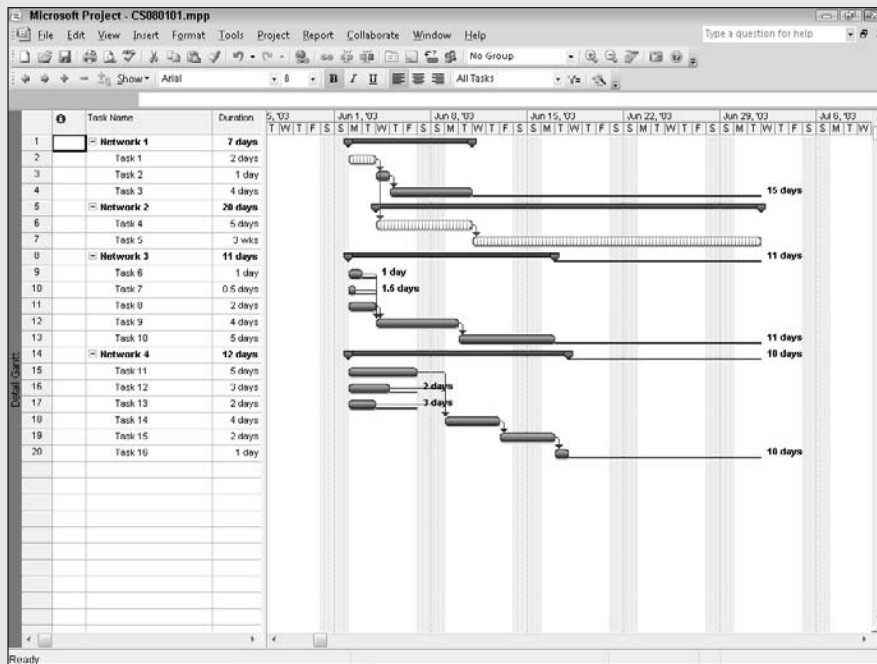 Microsoft Project - CS080101.mpp
File Edit View Insert Format Tools Project Report Collaborate Window Help
Type a question for help
No Group
Show Arial 8 B I U All Tasks
Task Name Duration 5, '03 Jun 1, '03 Jun 8, '03 Jun 15, '03 Jun 22, '03 Jun 29, '03 Jul 6, '03
T W T F S S M T W T F S S M T W T F S S M T W T F S S M T W T F S S M T W T F S S M T W
1 Network 1 7 days
2 Task 1 2 days
3 Task 2 1 day
4 Task 3 4 days 15 days
5 Network 2 20 days
6 Task 4 5 days
7 Task 5 3 wks
8 Network 3 11 days 11 days
9 Task 6 1 day 1 day
10 Task 7 0.5 days 1.5 days
11 Task 8 2 days
12 Task 9 4 days
13 Task 10 5 days 11 days
14 Network 4 12 days 10 days
15 Task 11 5 days
16 Task 12 3 days 2 days
17 Task 13 2 days 3 days
18 Task 14 4 days
19 Task 15 2 days
20 Task 16 1 day 10 days
Detail Gantt
Ready